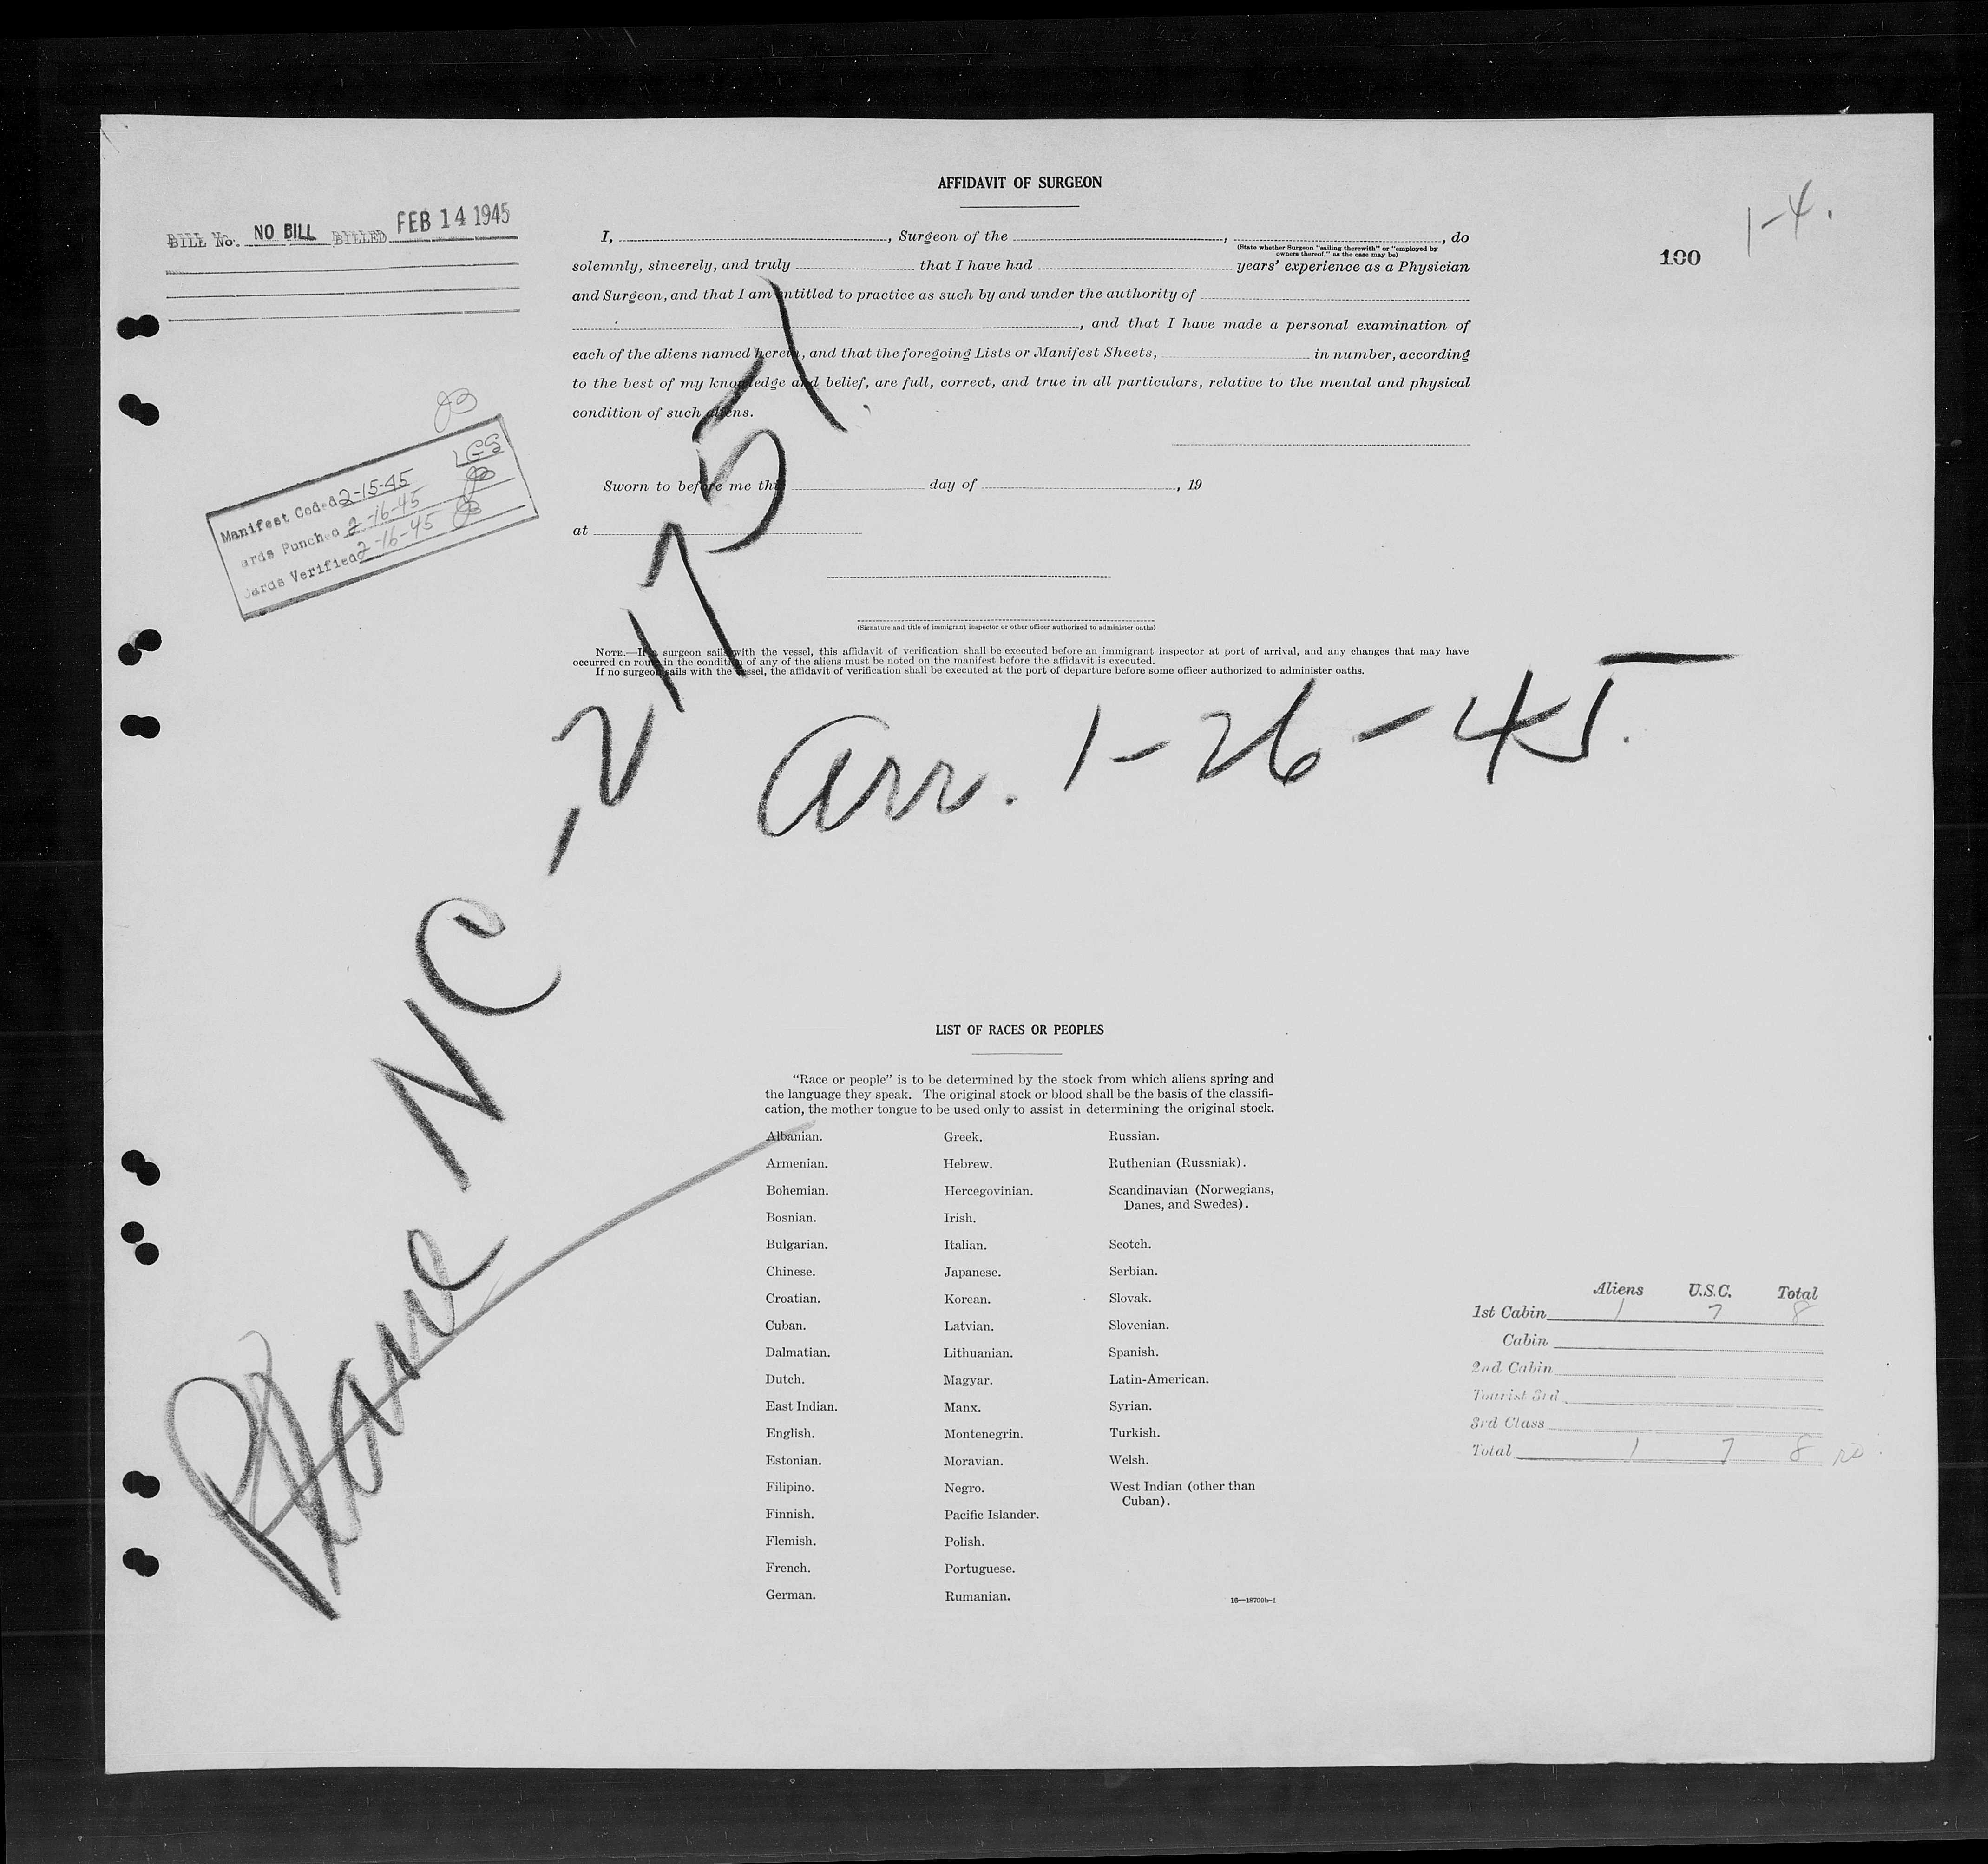 AFFIDAVIT OF SURGEON
1-4.
100
BILL No. NO BILL BILLED FEB 14 1945
I, , Surgeon of the , , do
(State whether Surgeon "sailing therewith" or "employed by
owners thereof," as the case may be)
solemnly, sincerely, and truly that I have had years' experience as a Physician
and Surgeon, and that I am entitled to practice as such by and under the authority of
, and that I have made a personal examination of
each of the aliens named herein, and that the foregoing Lists or Manifest Sheets, in number, according
to the best of my knowledge and belief, are full, correct, and true in all particulars, relative to the mental and physical
condition of such aliens.
Sworn to before me this day of , 19
at
(Signature and title of immigrant inspector or other officer authorized to administer oaths)
NOTE.—If a surgeon sails with the vessel, this affidavit of verification shall be executed before an immigrant inspector at port of arrival, and any changes that may have
occurred en route in the condition of any of the aliens must be noted on the manifest before the affidavit is executed.
If no surgeon sails with the vessel, the affidavit of verification shall be executed at the port of departure before some officer authorized to administer oaths.
LGS
Manifest Coded 2-15-45
ards Punched 2-16-45
ards Verified 2-16-45
Plane NC-21751
arr. 1-26-45.
LIST OF RACES OR PEOPLES
"Race or people" is to be determined by the stock from which aliens spring and
the language they speak. The original stock or blood shall be the basis of the classifi-
cation, the mother tongue to be used only to assist in determining the original stock.
Albanian.
Armenian.
Bohemian.
Bosnian.
Bulgarian.
Chinese.
Croatian.
Cuban.
Dalmatian.
Dutch.
East Indian.
English.
Estonian.
Filipino.
Finnish.
Flemish.
French.
German.
Greek.
Hebrew.
Hercegovinian.
Irish.
Italian.
Japanese.
Korean.
Latvian.
Lithuanian.
Magyar.
Manx.
Montenegrin.
Moravian.
Negro.
Pacific Islander.
Polish.
Portuguese.
Rumanian.
Russian.
Ruthenian (Russniak).
Scandinavian (Norwegians,
Danes, and Swedes).
Scotch.
Serbian.
Slovak.
Slovenian.
Spanish.
Latin-American.
Syrian.
Turkish.
Welsh.
West Indian (other than
Cuban).
16—18709b-1
Aliens U.S.C. Total
1st Cabin 1 7 8
Cabin
2nd Cabin
Tourist 3rd
3rd Class
Total 1 7 8